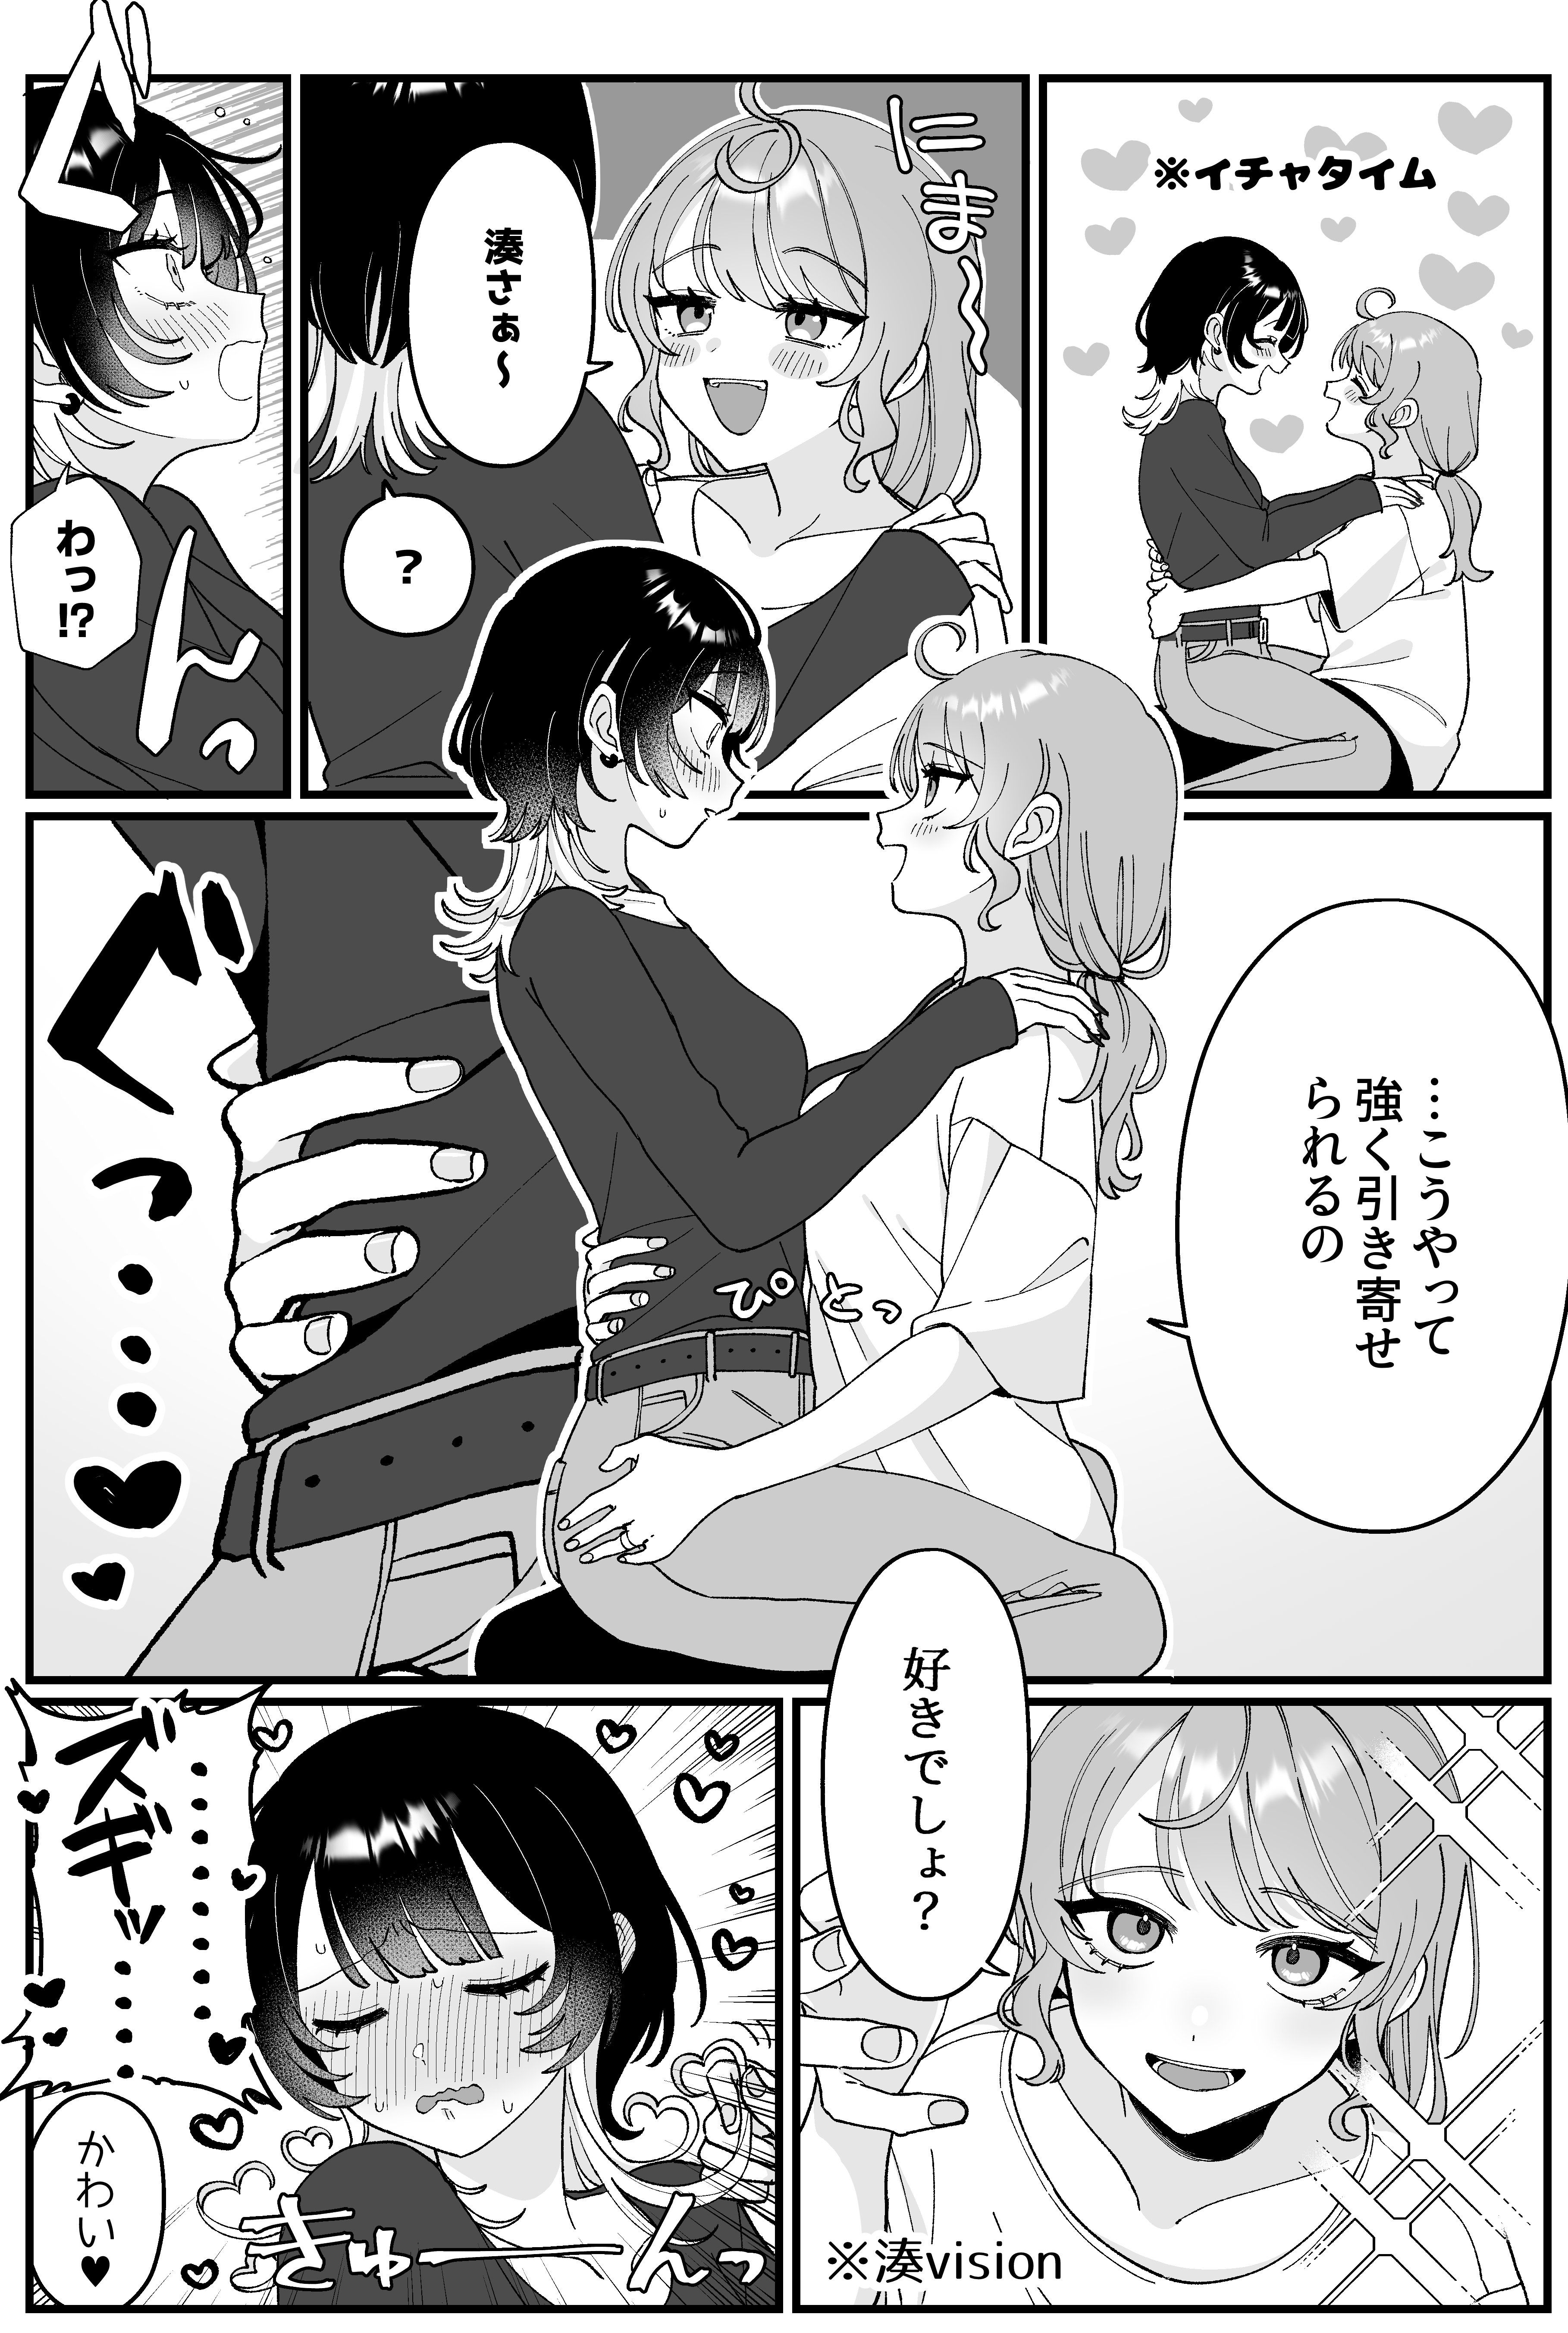 ※イチャタイム
にま〜
湊さぁ〜
？
ぐんっ
わっ!?
…こうやって
強く引き寄せ
られるの
ぴとっ
グッ…♥♥
好きでしょ？
※湊vision
………
ズギッ…
きゅーーんっ
かわい♥